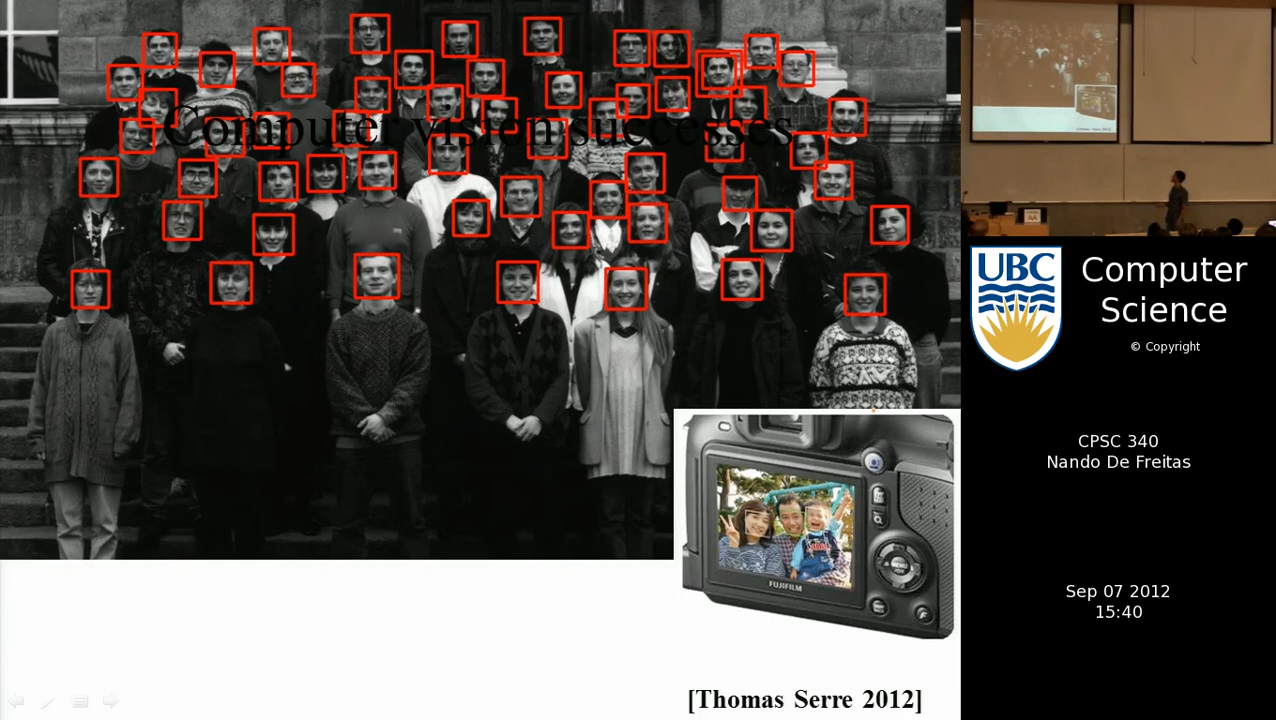 Computer vision successes
FUJIFILM
[Thomas Serre 2012]
UBC
Computer
Science
© Copyright
CPSC 340
Nando De Freitas
Sep 07 2012
15:40